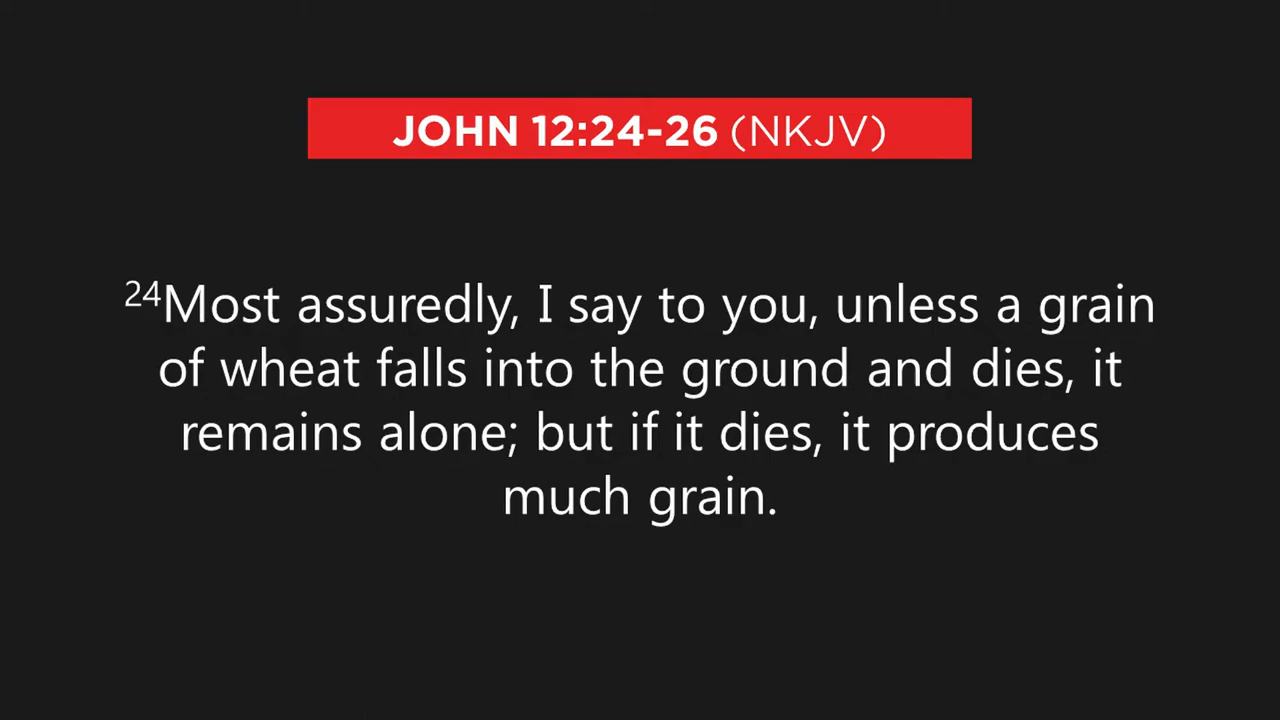 JOHN 12:24-26 (NKJV)
24Most assuredly, I say to you, unless a grain
of wheat falls into the ground and dies, it
remains alone; but if it dies, it produces
much grain.